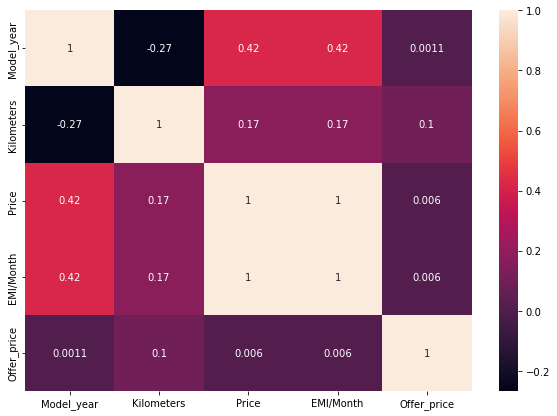 Model_year 1 -0.27 0.42 0.42 0.0011
Kilometers -0.27 1 0.17 0.17 0.1
Price 0.42 0.17 1 1 0.006
EMI/Month 0.42 0.17 1 1 0.006
Offer_price 0.0011 0.1 0.006 0.006 1
Model_year Kilometers Price EMI/Month Offer_price
1.0
0.8
0.6
0.4
0.2
0.0
−0.2